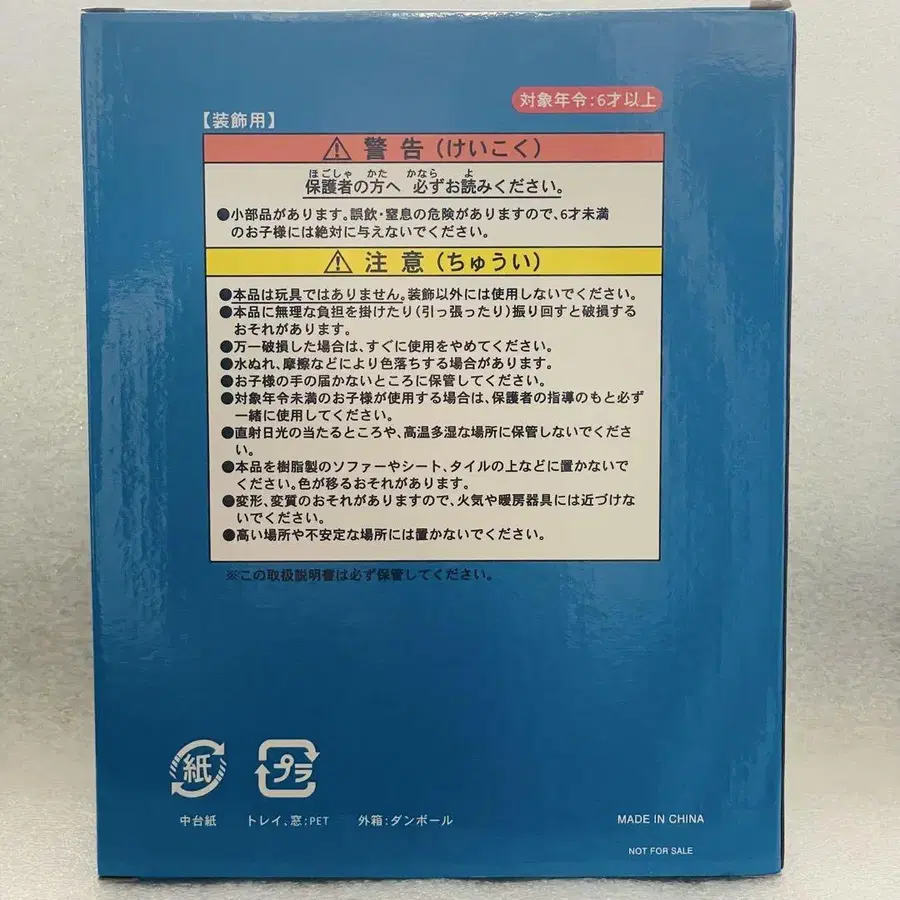 対象年令:6才以上
【装飾用】
⚠ 警告(けいこく)
ほごしゃ かた かなら よ
保護者の方へ 必ずお読みください。
●小部品があります。誤飲・窒息の危険がありますので、6才未満
のお子様には絶対に与えないでください。
⚠ 注意(ちゅうい)
●本品は玩具ではありません。装飾以外には使用しないでください。
●本品に無理な負担を掛けたり(引っ張ったり)振り回すと破損する
おそれがあります。
●万一破損した場合は、すぐに使用をやめてください。
●水ぬれ、摩擦などにより色落ちする場合があります。
●お子様の手の届かないところに保管してください。
●対象年令未満のお子様が使用する場合は、保護者の指導のもと必ず
一緒に使用してください。
●直射日光の当たるところや、高温多湿な場所に保管しないでくださ
い。
●本品を樹脂製のソファーやシート、タイルの上などに置かないで
ください。色が移るおそれがあります。
●変形、変質のおそれがありますので、火気や暖房器具には近づけな
いでください。
●高い場所や不安定な場所には置かないでください。
※この取扱説明書は必ず保管してください。
紙 プラ
中台紙 トレイ、窓:PET 外箱:ダンボール
MADE IN CHINA
NOT FOR SALE